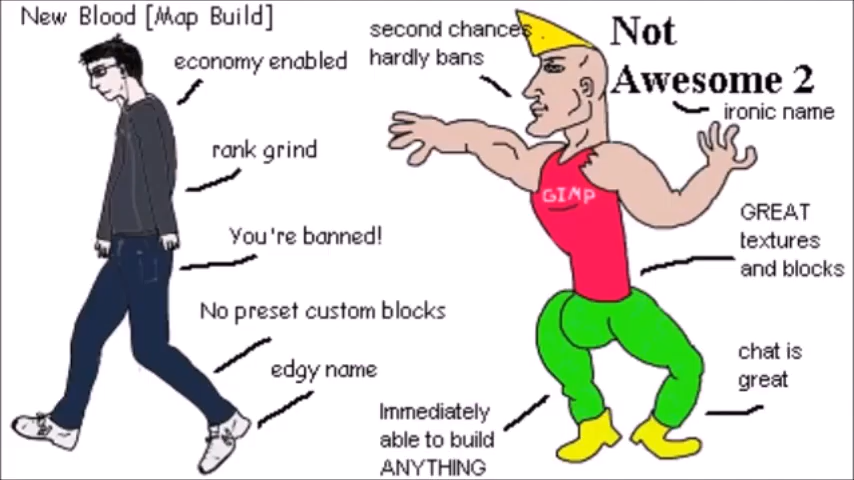 New Blood [Map Build]
economy enabled
rank grind
You're banned!
No preset custom blocks
edgy name
second chances
hardly bans
Not
Awesome 2
ironic name
GIMP
GREAT
textures
and blocks
chat is
great
Immediately
able to build
ANYTHING